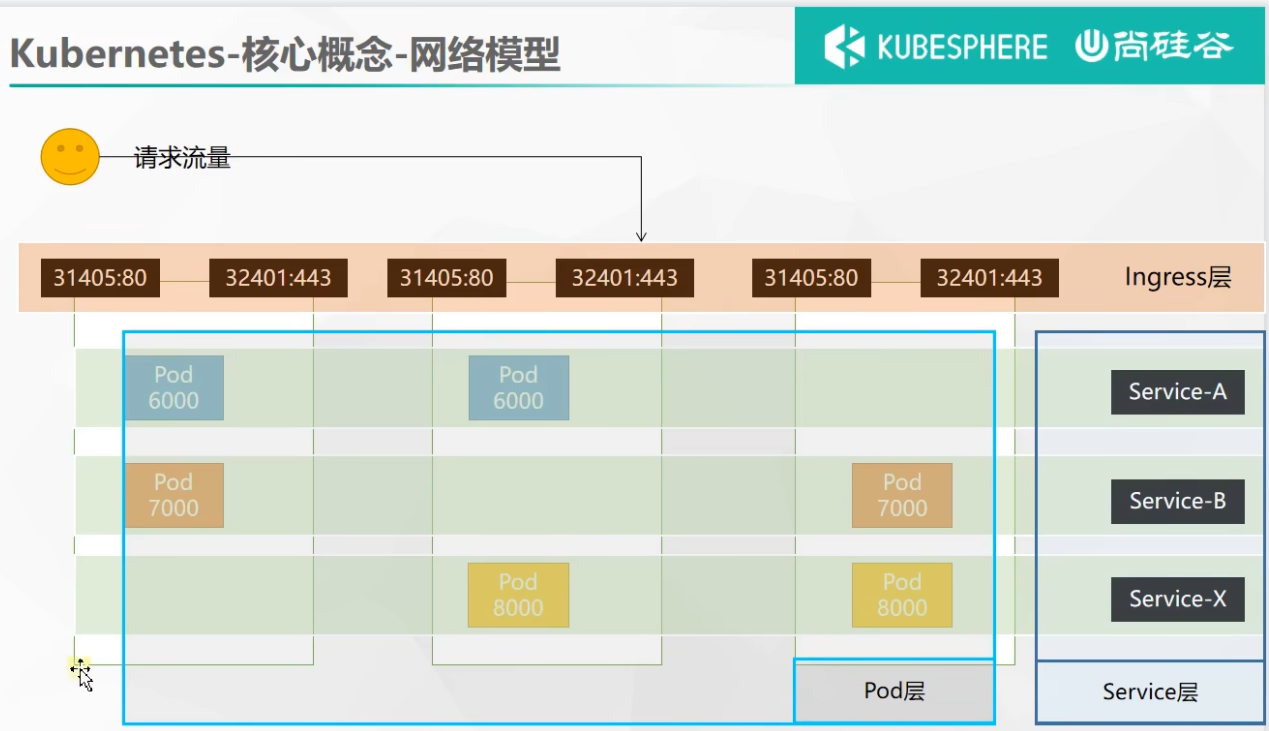 Kubernetes-核心概念-网络模型
KUBESPHERE 尚硅谷
请求流量
31405:80 32401:443 31405:80 32401:443 31405:80 32401:443 Ingress层
Pod Pod
6000 6000
Service-A
Pod Pod
7000 7000
Service-B
Pod Pod
8000 8000
Service-X
Pod层 Service层